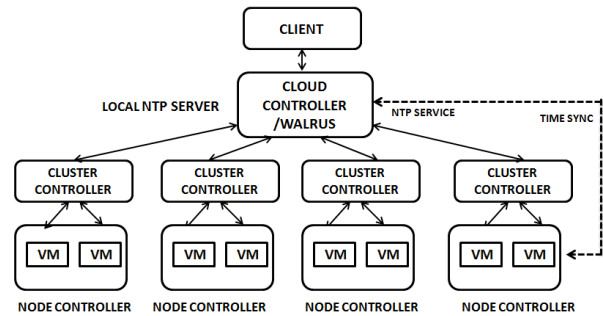 CLIENT
CLOUD
CONTROLLER
/WALRUS
LOCAL NTP SERVER
NTP SERVICE
TIME SYNC
CLUSTER
CONTROLLER
CLUSTER
CONTROLLER
CLUSTER
CONTROLLER
CLUSTER
CONTROLLER
VM VM
VM VM
VM VM
VM VM
NODE CONTROLLER
NODE CONTROLLER
NODE CONTROLLER
NODE CONTROLLER